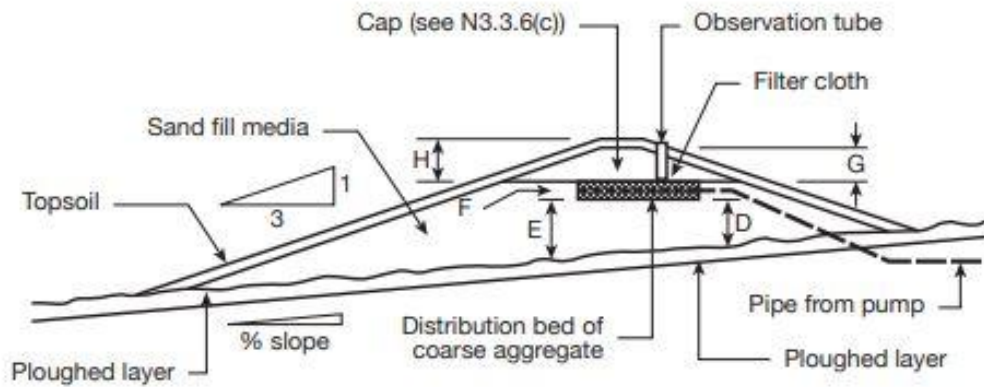 Cap (see N3.3.6(c))
Observation tube
Filter cloth
Sand fill media
H
G
1
3
Topsoil
F
E
D
% slope
Distribution bed of
coarse aggregate
Pipe from pump
Ploughed layer
Ploughed layer